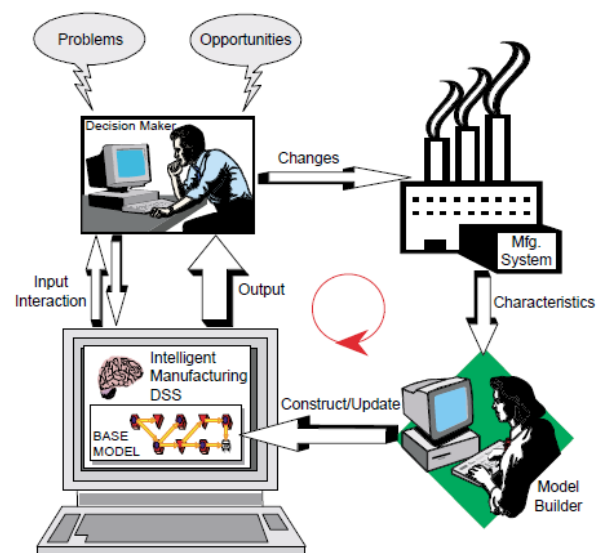 Problems
Opportunities
Decision Maker
Changes
Mfg.
System
Input
Interaction
Output
Characteristics
Intelligent
Manufacturing
DSS
BASE
MODEL
Construct/Update
Model
Builder